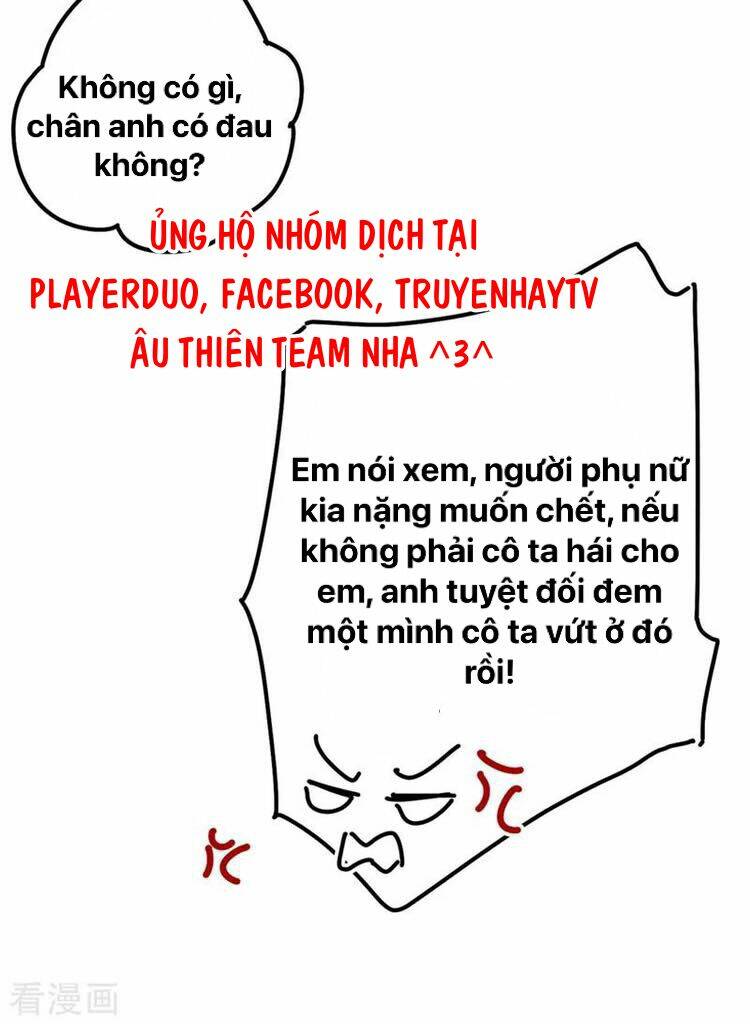 Không có gì,
chân anh có đau
không?
ỦNG HỘ NHÓM DỊCH TẠI
PLAYERDUO, FACEBOOK, TRUYENHAYTV
ÂU THIÊN TEAM NHA ^3^
Em nói xem, người phụ nữ
kia nặng muốn chết, nếu
không phải cô ta hái cho
em, anh tuyệt đối đem
một mình cô ta vứt ở đó
rồi!
看漫画